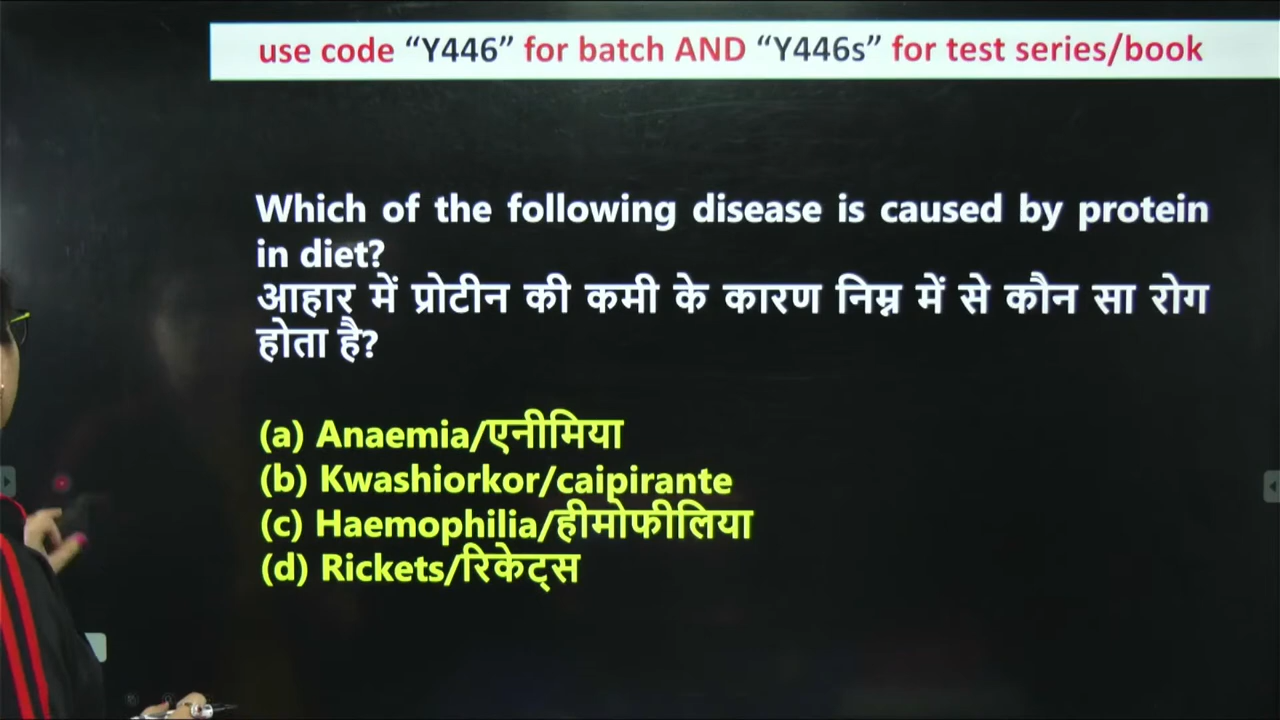 use code “Y446” for batch AND “Y446s” for test series/book
Which of the following disease is caused by protein
in diet?
आहार में प्रोटीन की कमी के कारण निम्न में से कौन सा रोग
होता है?
(a) Anaemia/एनीमिया
(b) Kwashiorkor/caipirante
(c) Haemophilia/हीमोफीलिया
(d) Rickets/रिकेट्स